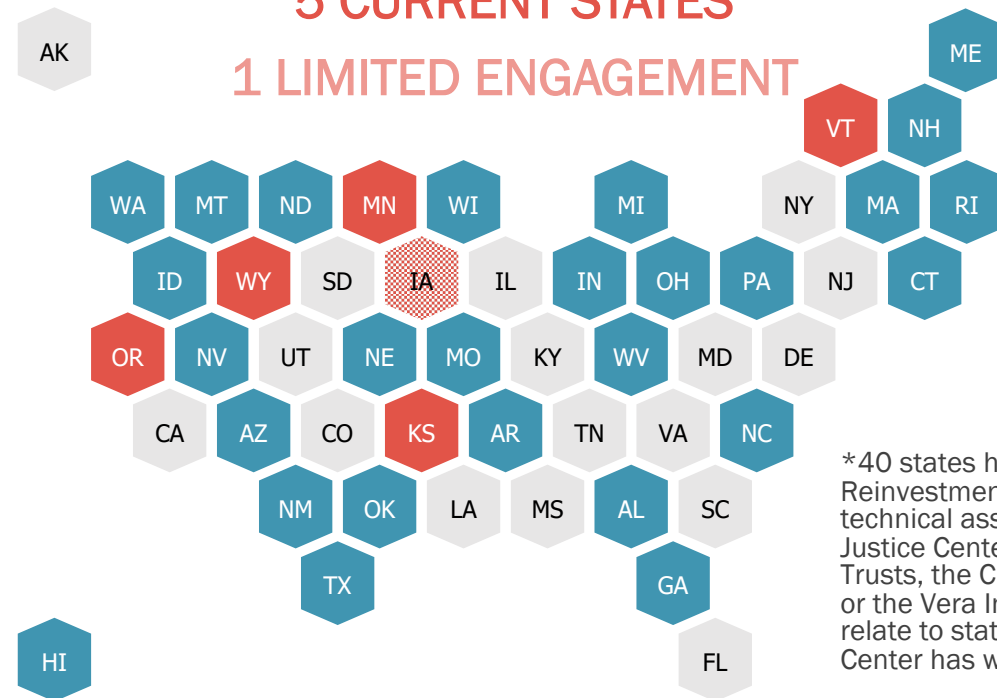 5 CURRENT STATES
1 LIMITED ENGAGEMENT
AK
ME
VT NH
WA MT ND MN WI MI NY MA RI
ID WY SD IA IL IN OH PA NJ CT
OR NV UT NE MO KY WV MD DE
CA AZ CO KS AR TN VA NC
NM OK LA MS AL SC
TX GA
HI FL
*40 states h
Reinvestmen
technical ass
Justice Cente
Trusts, the C
or the Vera In
relate to stat
Center has w